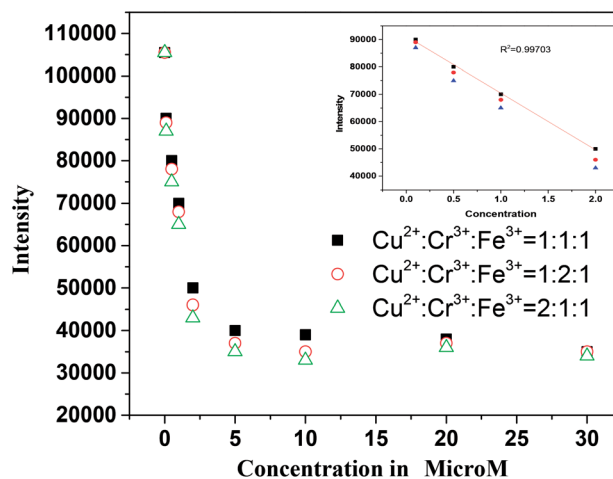 110000
100000
90000
80000
70000
60000
50000
40000
30000
20000
Intensity
0 5 10 15 20 25 30
Concentration in MicroM
Cu2+:Cr3+:Fe3+=1:1:1
Cu2+:Cr3+:Fe3+=1:2:1
Cu2+:Cr3+:Fe3+=2:1:1
90000
80000
70000
60000
50000
40000
Intensity
R2=0.99703
0.0 0.5 1.0 1.5 2.0
Concentration